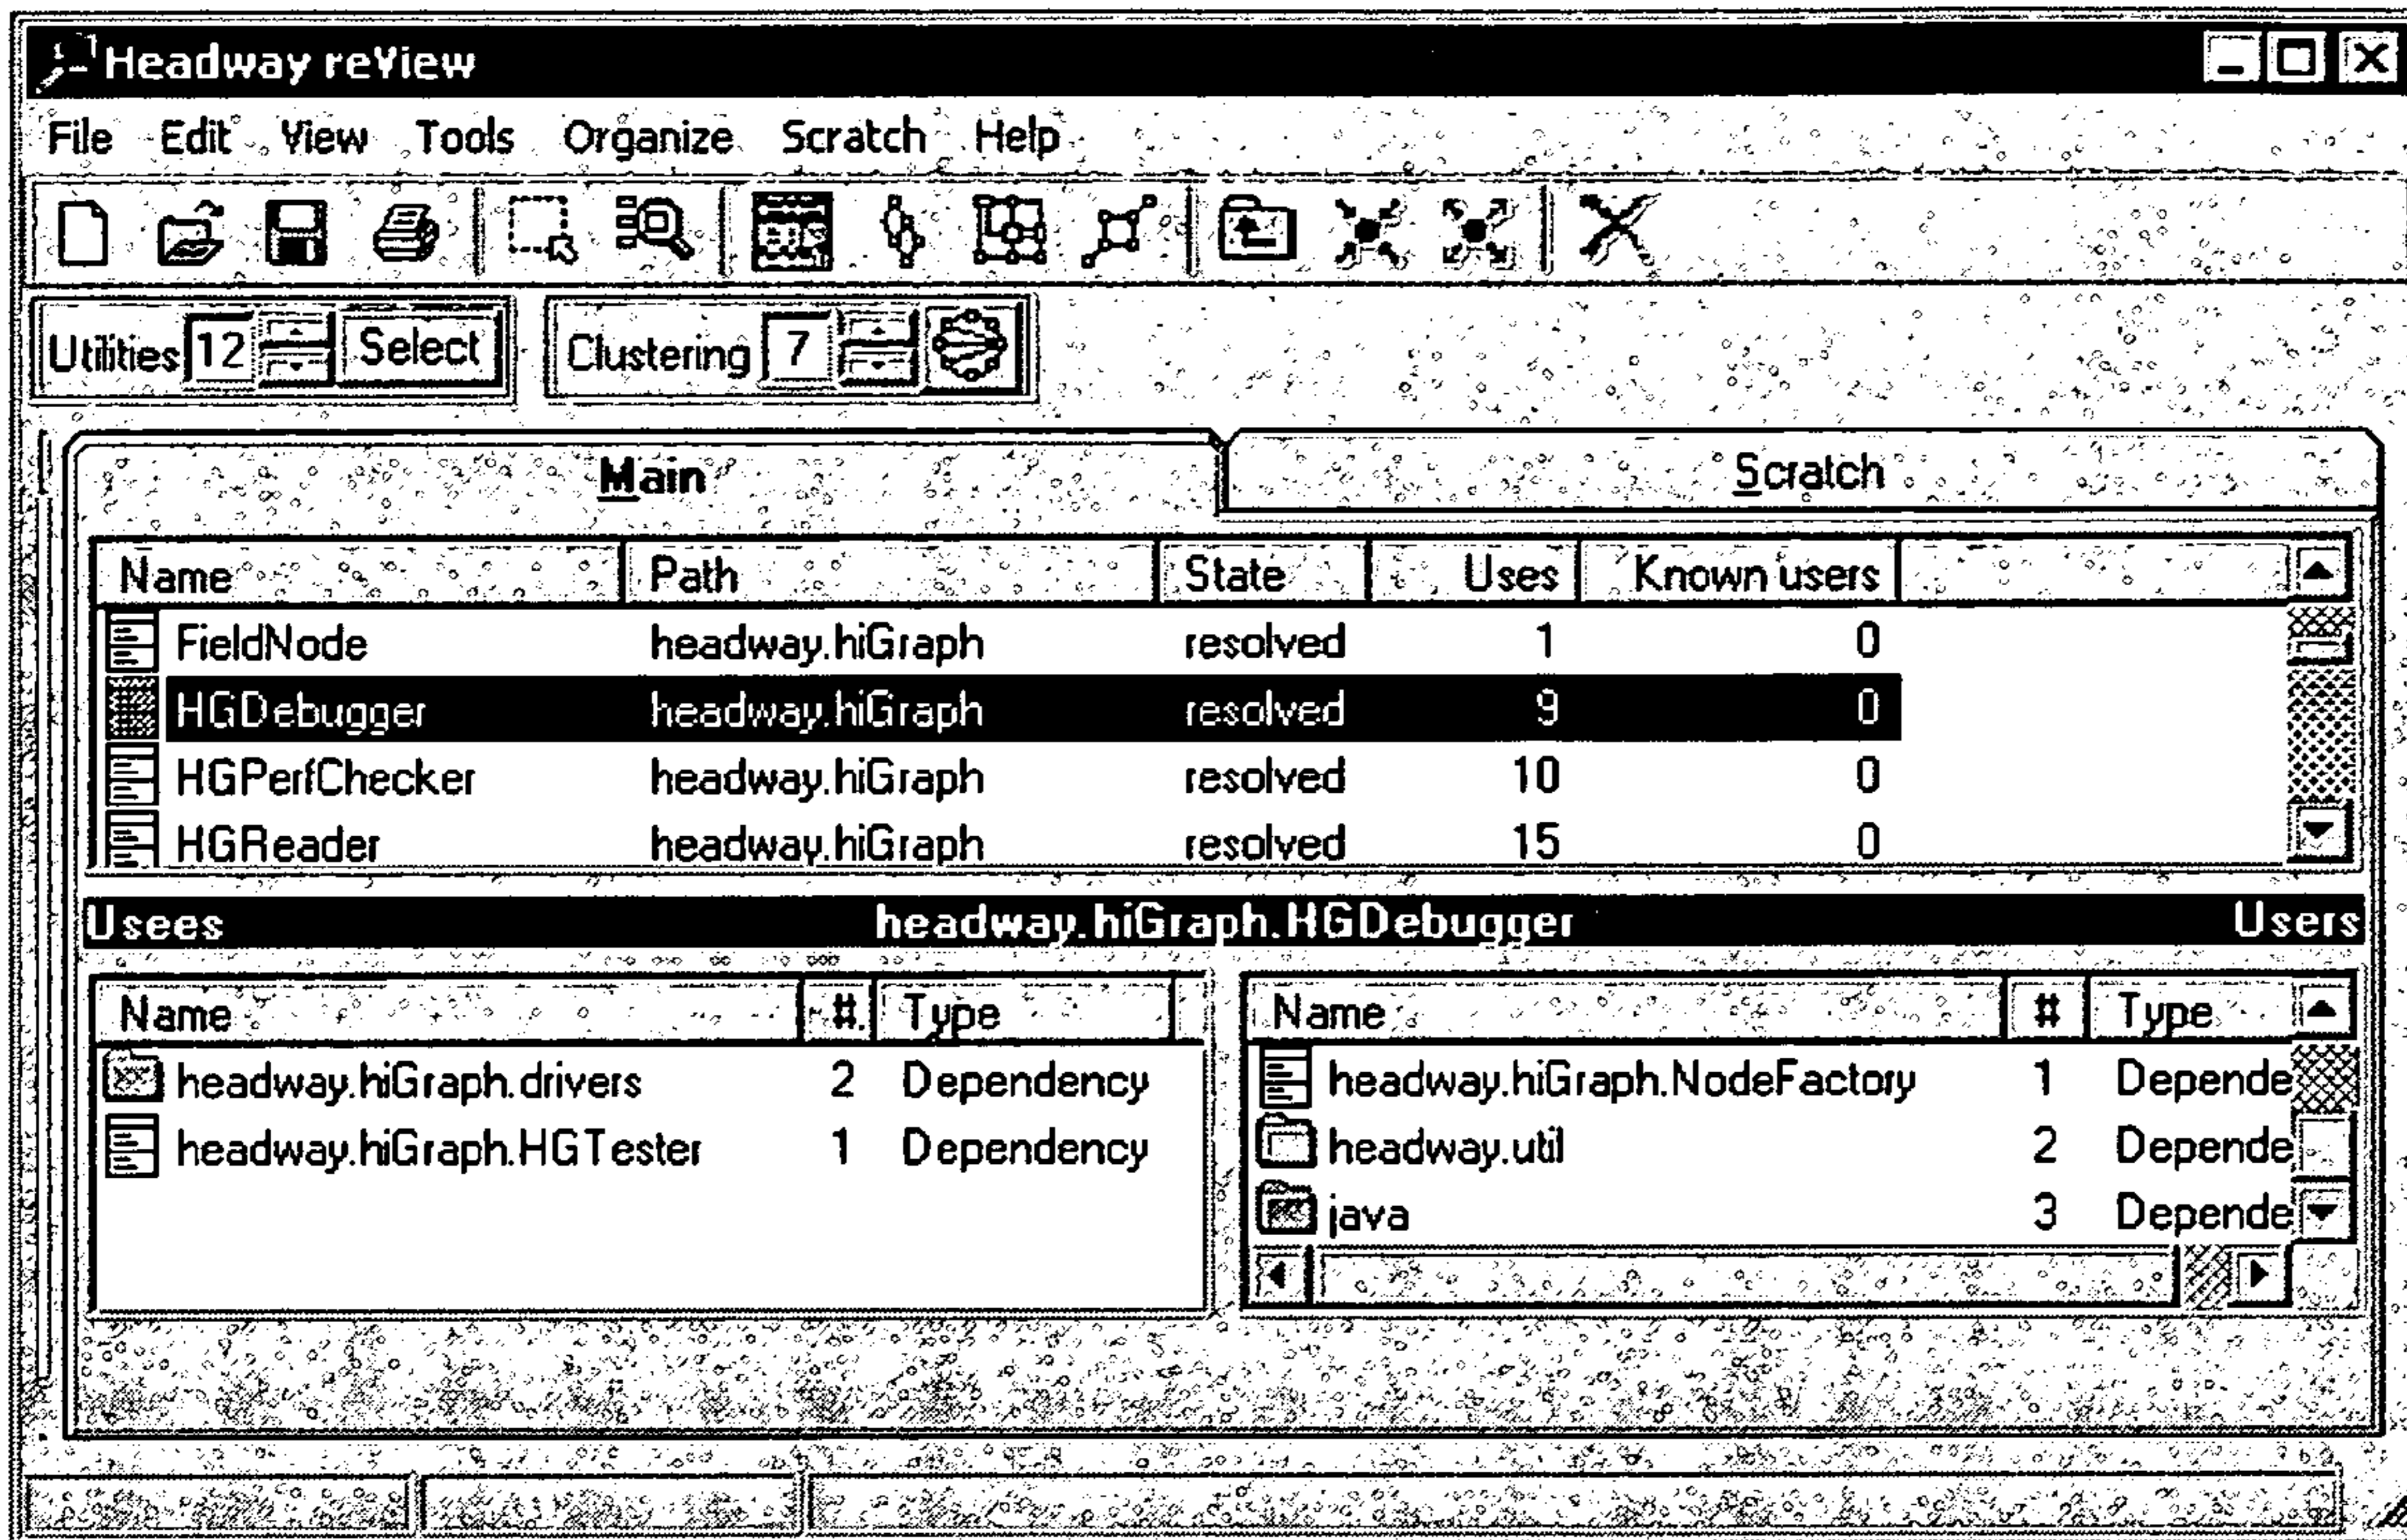 Headway reView
File Edit View Tools Organize Scratch Help
Utilities 12 Select Clustering 7
Main Scratch
Name Path State Uses Known users
FieldNode headway.hiGraph resolved 1 0
HGDebugger headway.hiGraph resolved 9 0
HGPerfChecker headway.hiGraph resolved 10 0
HGReader headway.hiGraph resolved 15 0
Usees headway.hiGraph.HGDebugger Users
Name # Type Name # Type
headway.hiGraph.drivers 2 Dependency headway.hiGraph.NodeFactory 1 Depende
headway.hiGraph.HGTester 1 Dependency headway.util 2 Depende
java 3 Depende